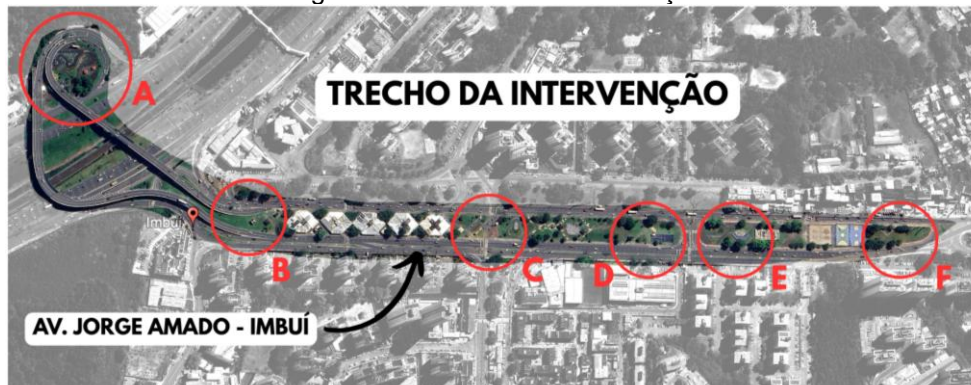 TRECHO DA INTERVENÇÃO
A
Imbuí
B
C
D
E
F
AV. JORGE AMADO - IMBUÍ